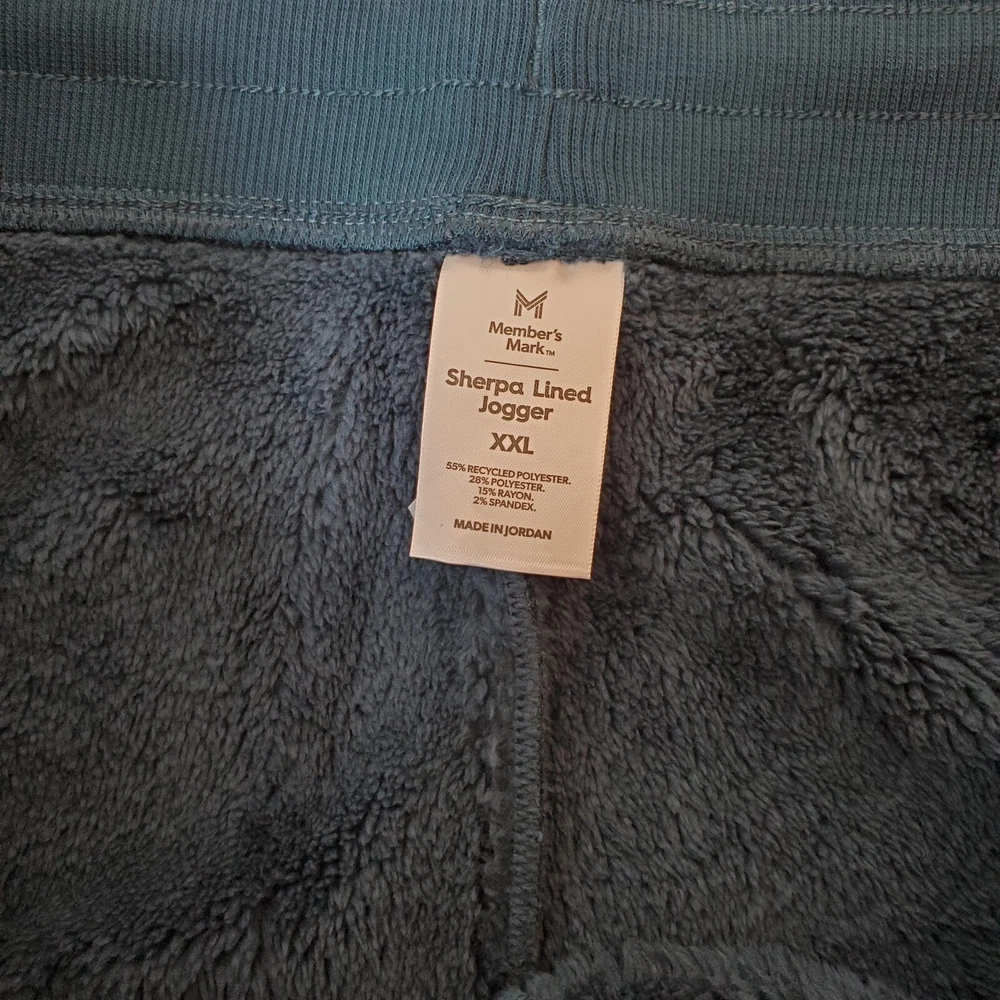 M
Member's
Mark™
Sherpa Lined
Jogger
XXL
55% RECYCLED POLYESTER.
28% POLYESTER.
15% RAYON.
2% SPANDEX.
MADE IN JORDAN